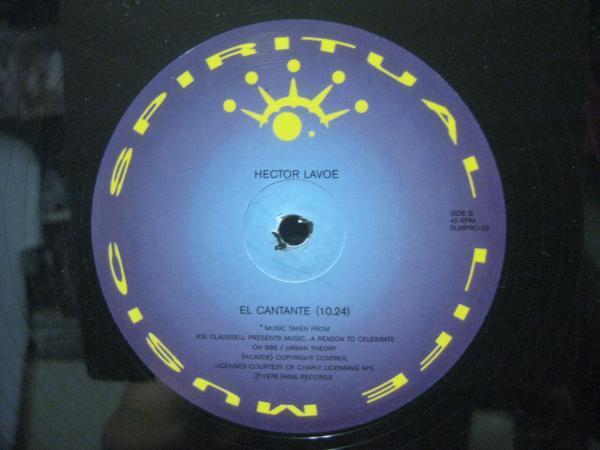 SPIRITUAL LIFE MUSIC
HECTOR LAVOE
SIDE B
45 RPM
SLMPRO-33
EL CANTANTE (10.24)
* MUSIC TAKEN FROM
JOE CLAUSSELL PRESENTS MUSIC...A REASON TO CELEBRATE
ON BBE / URBAN THEORY
(H.LAVOE) COPYRIGHT CONTROL
LICENSED COURTESY OF CHARLY LICENSING APS.
Ⓟ1978 FANIA RECORDS